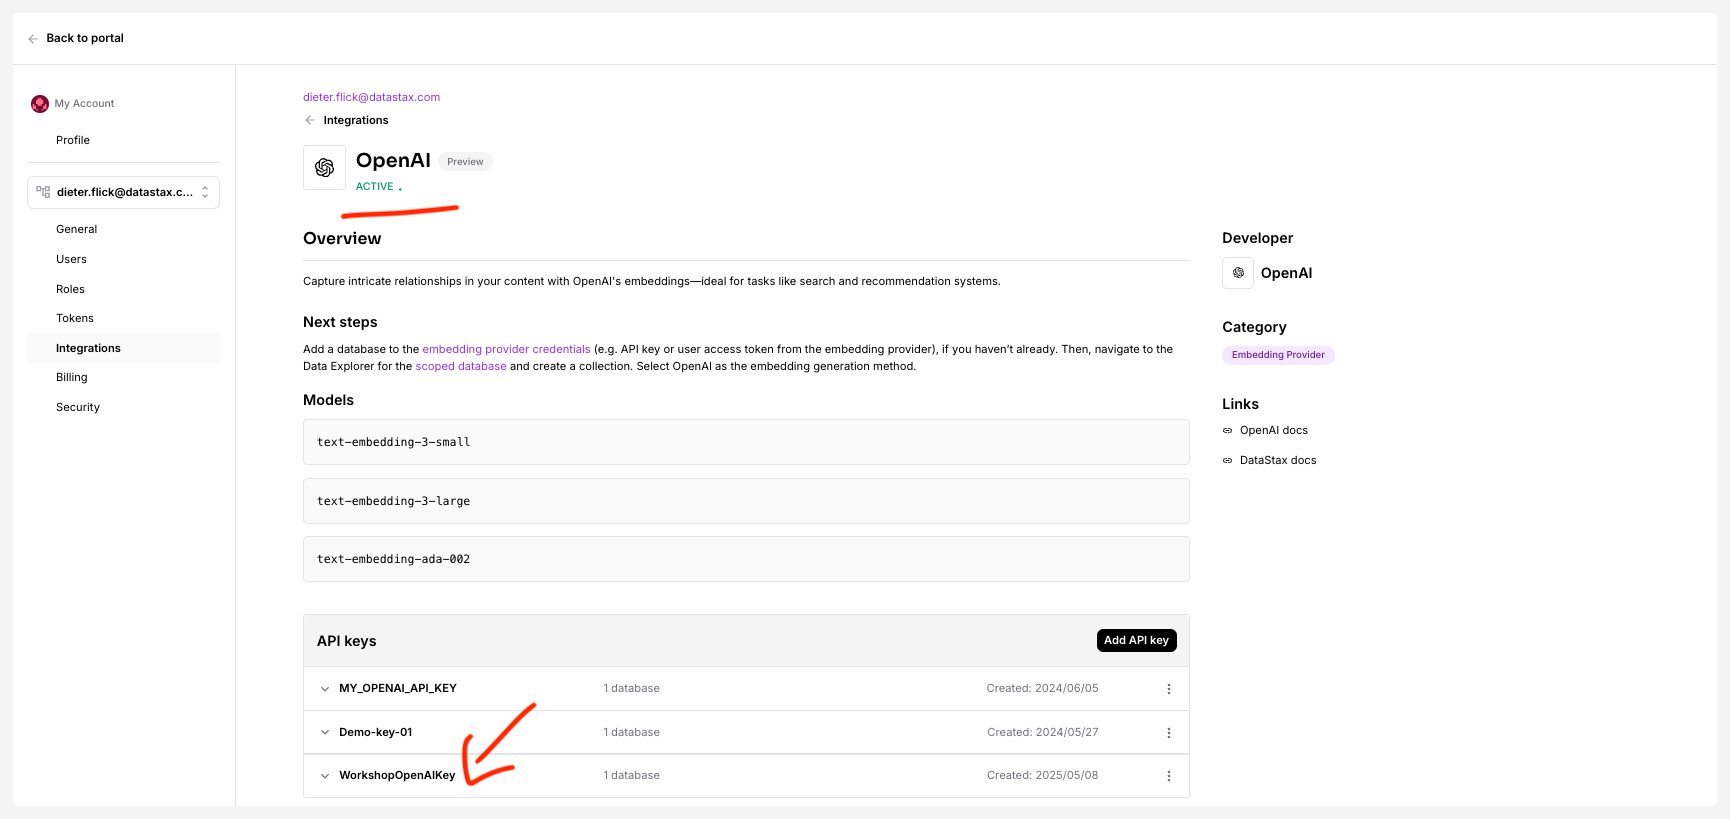 Back to portal
My Account
Profile
dieter.flick@datastax.c...
General
Users
Roles
Tokens
Integrations
Billing
Security
dieter.flick@datastax.com
Integrations
OpenAI Preview
ACTIVE
Overview
Capture intricate relationships in your content with OpenAI's embeddings—ideal for tasks like search and recommendation systems.
Next steps
Add a database to the embedding provider credentials (e.g. API key or user access token from the embedding provider), if you haven’t already. Then, navigate to the
Data Explorer for the scoped database and create a collection. Select OpenAI as the embedding generation method.
Models
text-embedding-3-small
text-embedding-3-large
text-embedding-ada-002
API keys Add API key
MY_OPENAI_API_KEY 1 database Created: 2024/06/05
Demo-key-01 1 database Created: 2024/05/27
WorkshopOpenAIKey 1 database Created: 2025/05/08
Developer
OpenAI
Category
Embedding Provider
Links
OpenAI docs
DataStax docs